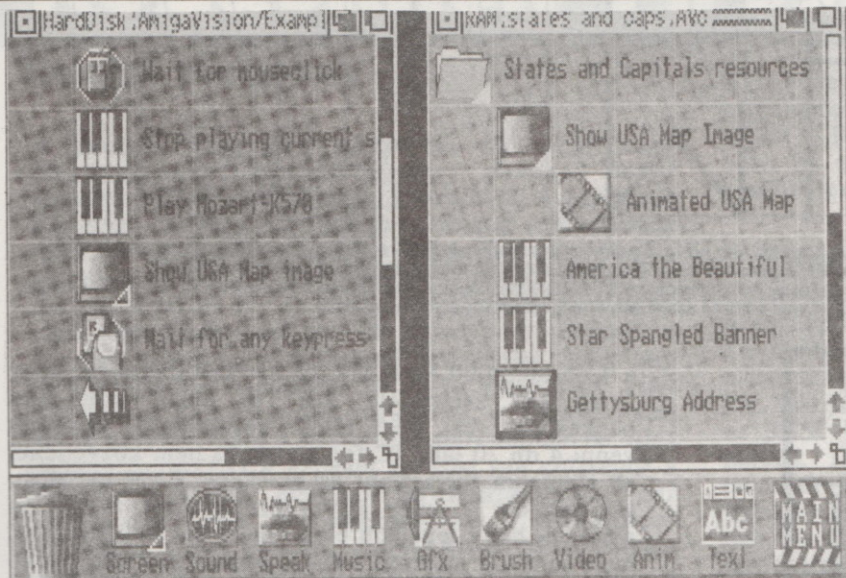 HardDisk:AmigaVision/Exampl
Wait for mouseclick
Stop playing current s
Play Mozart-K570
Show USA Map image
Wait for any keypress
RAM:states and caps.AVc
States and Capitals resources
Show USA Map Image
Animated USA Map
America the Beautiful
Star Spangled Banner
Gettysburg Address
Screen Sound Speak Music Gfx Brush Video Anim. Text
Abc
MAIN
MENU